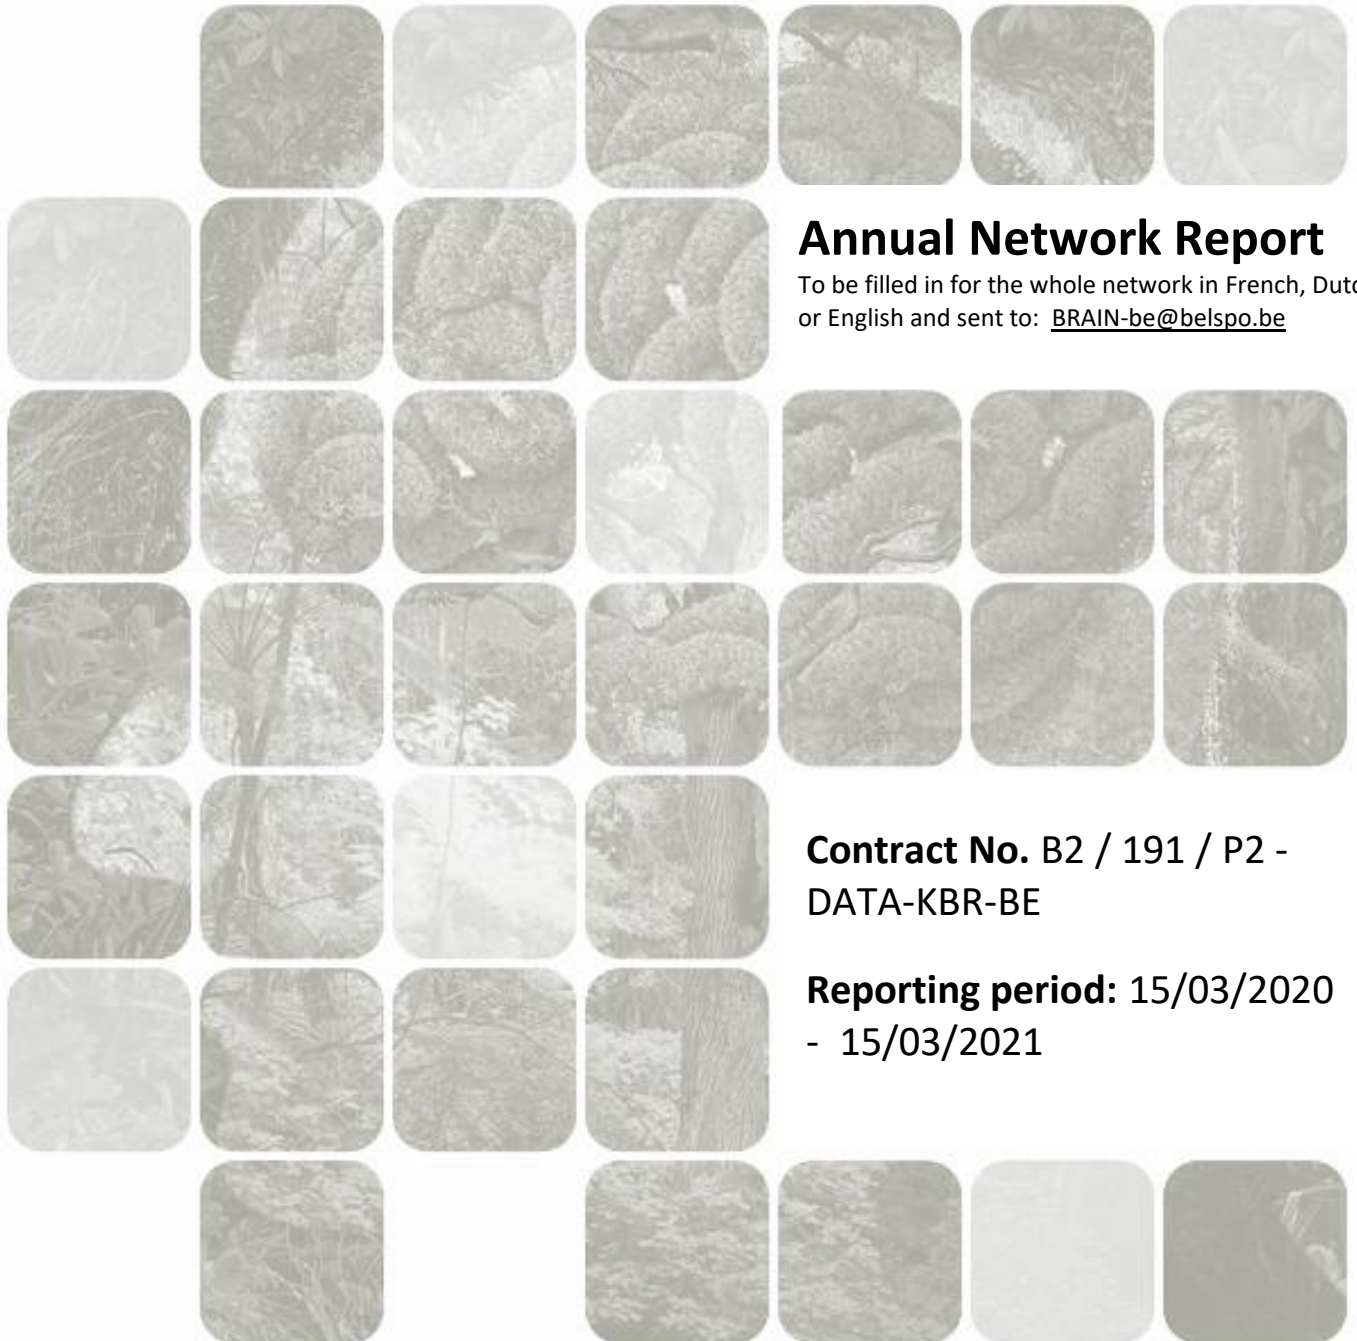 Annual Network Report
To be filled in for the whole network in French, Dutc
or English and sent to: BRAIN-be@belspo.be
Contract No. B2 / 191 / P2 -
DATA-KBR-BE
Reporting period: 15/03/2020
- 15/03/2021